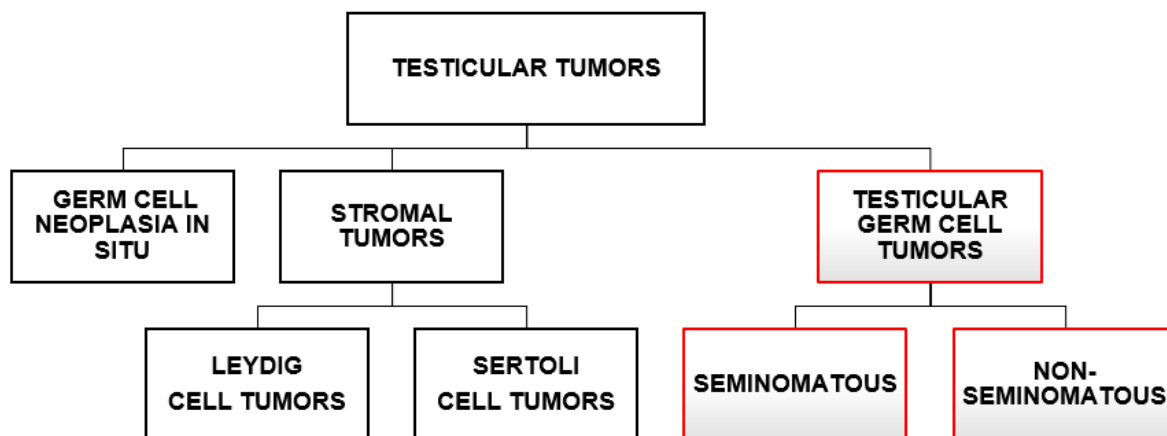 TESTICULAR TUMORS
GERM CELL
NEOPLASIA IN
SITU
STROMAL
TUMORS
TESTICULAR
GERM CELL
TUMORS
LEYDIG
CELL TUMORS
SERTOLI
CELL TUMORS
SEMINOMATOUS
NON-
SEMINOMATOUS